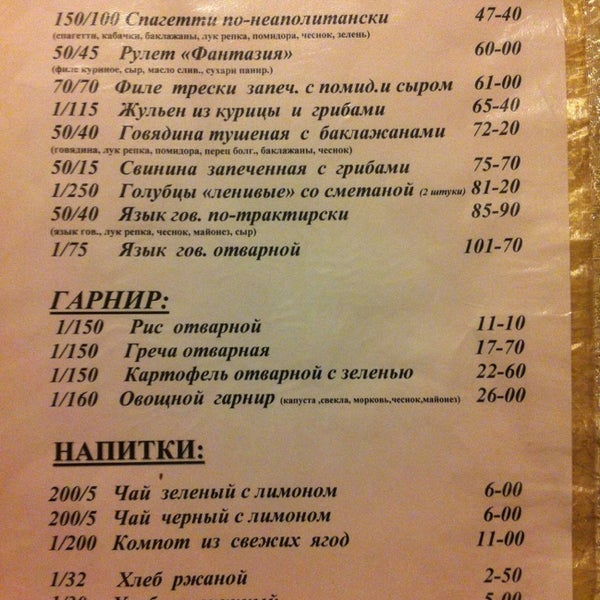 150/100 Спагетти по-неаполитански 47-40
(спагетти, кабачки, баклажаны, лук репка, помидора, чеснок, зелень)
50/45 Рулет «Фантазия» 60-00
(филе куриное, сыр, масло слив., сухари панир.)
70/70 Филе трески запеч. с помид.и сыром 61-00
1/115 Жульен из курицы и грибами 65-40
50/40 Говядина тушеная с баклажанами 72-20
(говядина, лук репка, помидора, перец болг., баклажаны, чеснок)
50/15 Свинина запеченная с грибами 75-70
1/250 Голубцы «ленивые» со сметаной (2 штуки) 81-20
50/40 Язык гов. по-трактирски 85-90
(язык гов., лук репка, чеснок, майонез, сыр)
1/75 Язык гов. отварной 101-70
ГАРНИР:
1/150 Рис отварной 11-10
1/150 Греча отварная 17-70
1/150 Картофель отварной с зеленью 22-60
1/160 Овощной гарнир (капуста ,свекла, морковь,чеснок,майонез) 26-00
НАПИТКИ:
200/5 Чай зеленый с лимоном 6-00
200/5 Чай черный с лимоном 6-00
1/200 Компот из свежих ягод 11-00
1/32 Хлеб ржаной 2-50